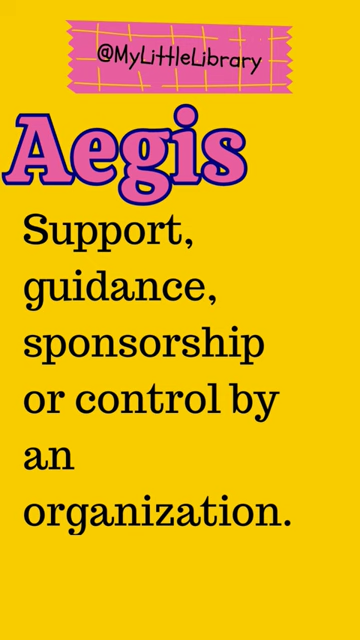 @MyLittleLibrary
Aegis
Support,
guidance,
sponsorship
or control by
an
organization.